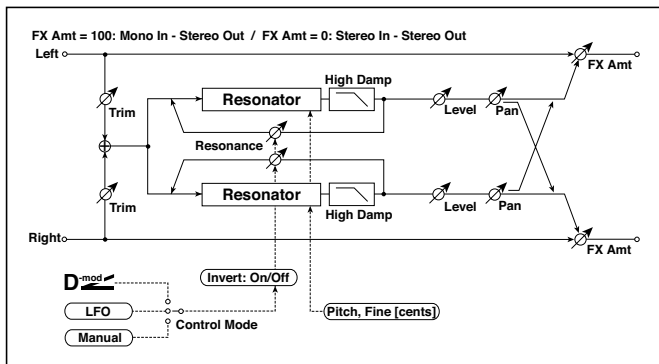 FX Amt = 100: Mono In - Stereo Out / FX Amt = 0: Stereo In - Stereo Out
Left
FX Amt
High Damp
Resonator
Trim
Level
Pan
Resonance
Resonator
Trim
High Damp
Level
Pan
Right
FX Amt
D-mod
Invert: On/Off
LFO
Control Mode
Pitch, Fine [cents]
Manual